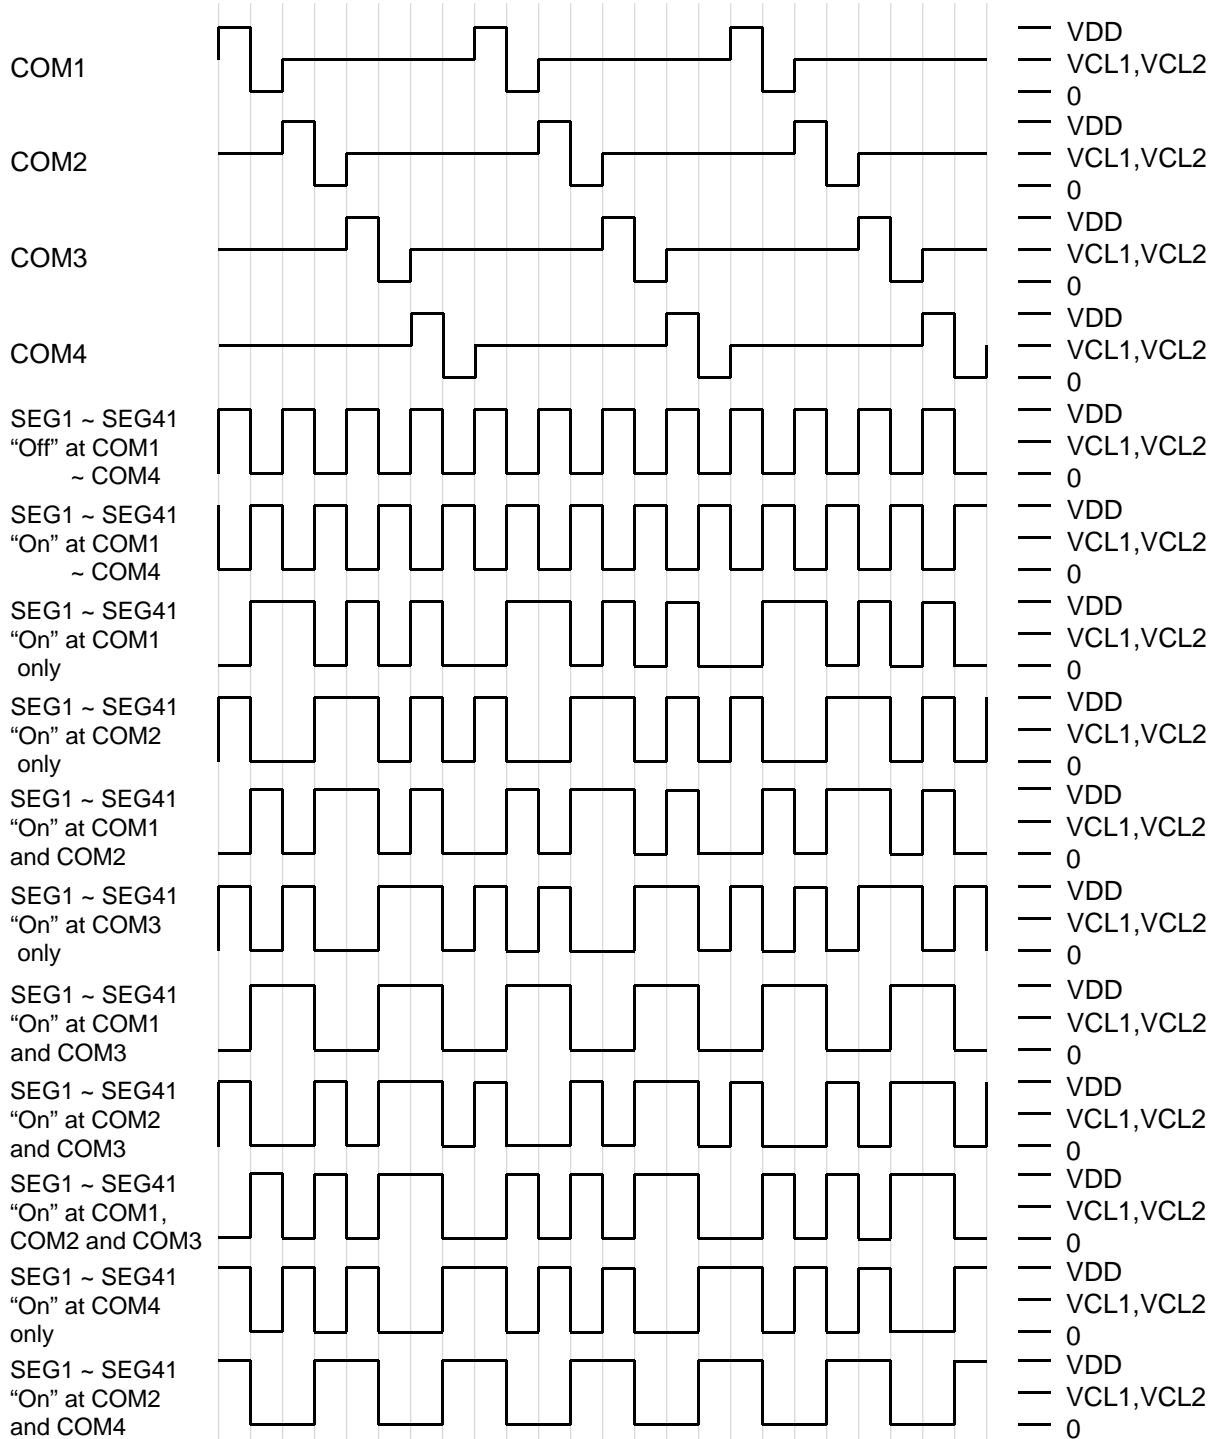 COM1
VDD
VCL1,VCL2
0
COM2
VDD
VCL1,VCL2
0
COM3
VDD
VCL1,VCL2
0
COM4
VDD
VCL1,VCL2
0
SEG1 ~ SEG41
“Off” at COM1
~ COM4
VDD
VCL1,VCL2
0
SEG1 ~ SEG41
“On” at COM1
~ COM4
VDD
VCL1,VCL2
0
SEG1 ~ SEG41
“On” at COM1
only
VDD
VCL1,VCL2
0
SEG1 ~ SEG41
“On” at COM2
only
VDD
VCL1,VCL2
0
SEG1 ~ SEG41
“On” at COM1
and COM2
VDD
VCL1,VCL2
0
SEG1 ~ SEG41
“On” at COM3
only
VDD
VCL1,VCL2
0
SEG1 ~ SEG41
“On” at COM1
and COM3
VDD
VCL1,VCL2
0
SEG1 ~ SEG41
“On” at COM2
and COM3
VDD
VCL1,VCL2
0
SEG1 ~ SEG41
“On” at COM1,
COM2 and COM3
VDD
VCL1,VCL2
0
SEG1 ~ SEG41
“On” at COM4
only
VDD
VCL1,VCL2
0
SEG1 ~ SEG41
“On” at COM2
and COM4
VDD
VCL1,VCL2
0